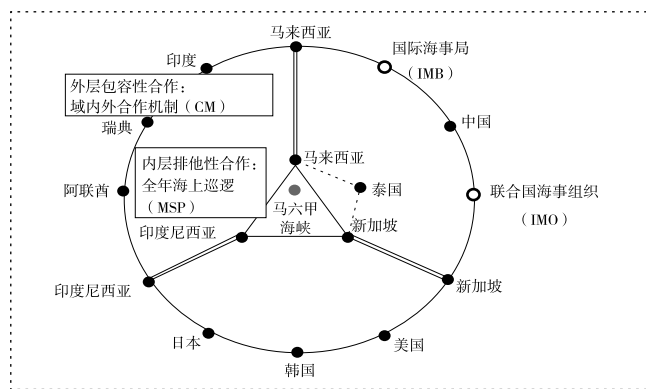 马来西亚
印度
国际海事局
（IMB）
外层包容性合作：
域内外合作机制（CM）
瑞典
中国
内层排他性合作：
全年海上巡逻
（MSP）
马来西亚
阿联酋
泰国
联合国海事组织
（IMO）
马六甲
海峡
印度尼西亚
新加坡
印度尼西亚
新加坡
日本
美国
韩国